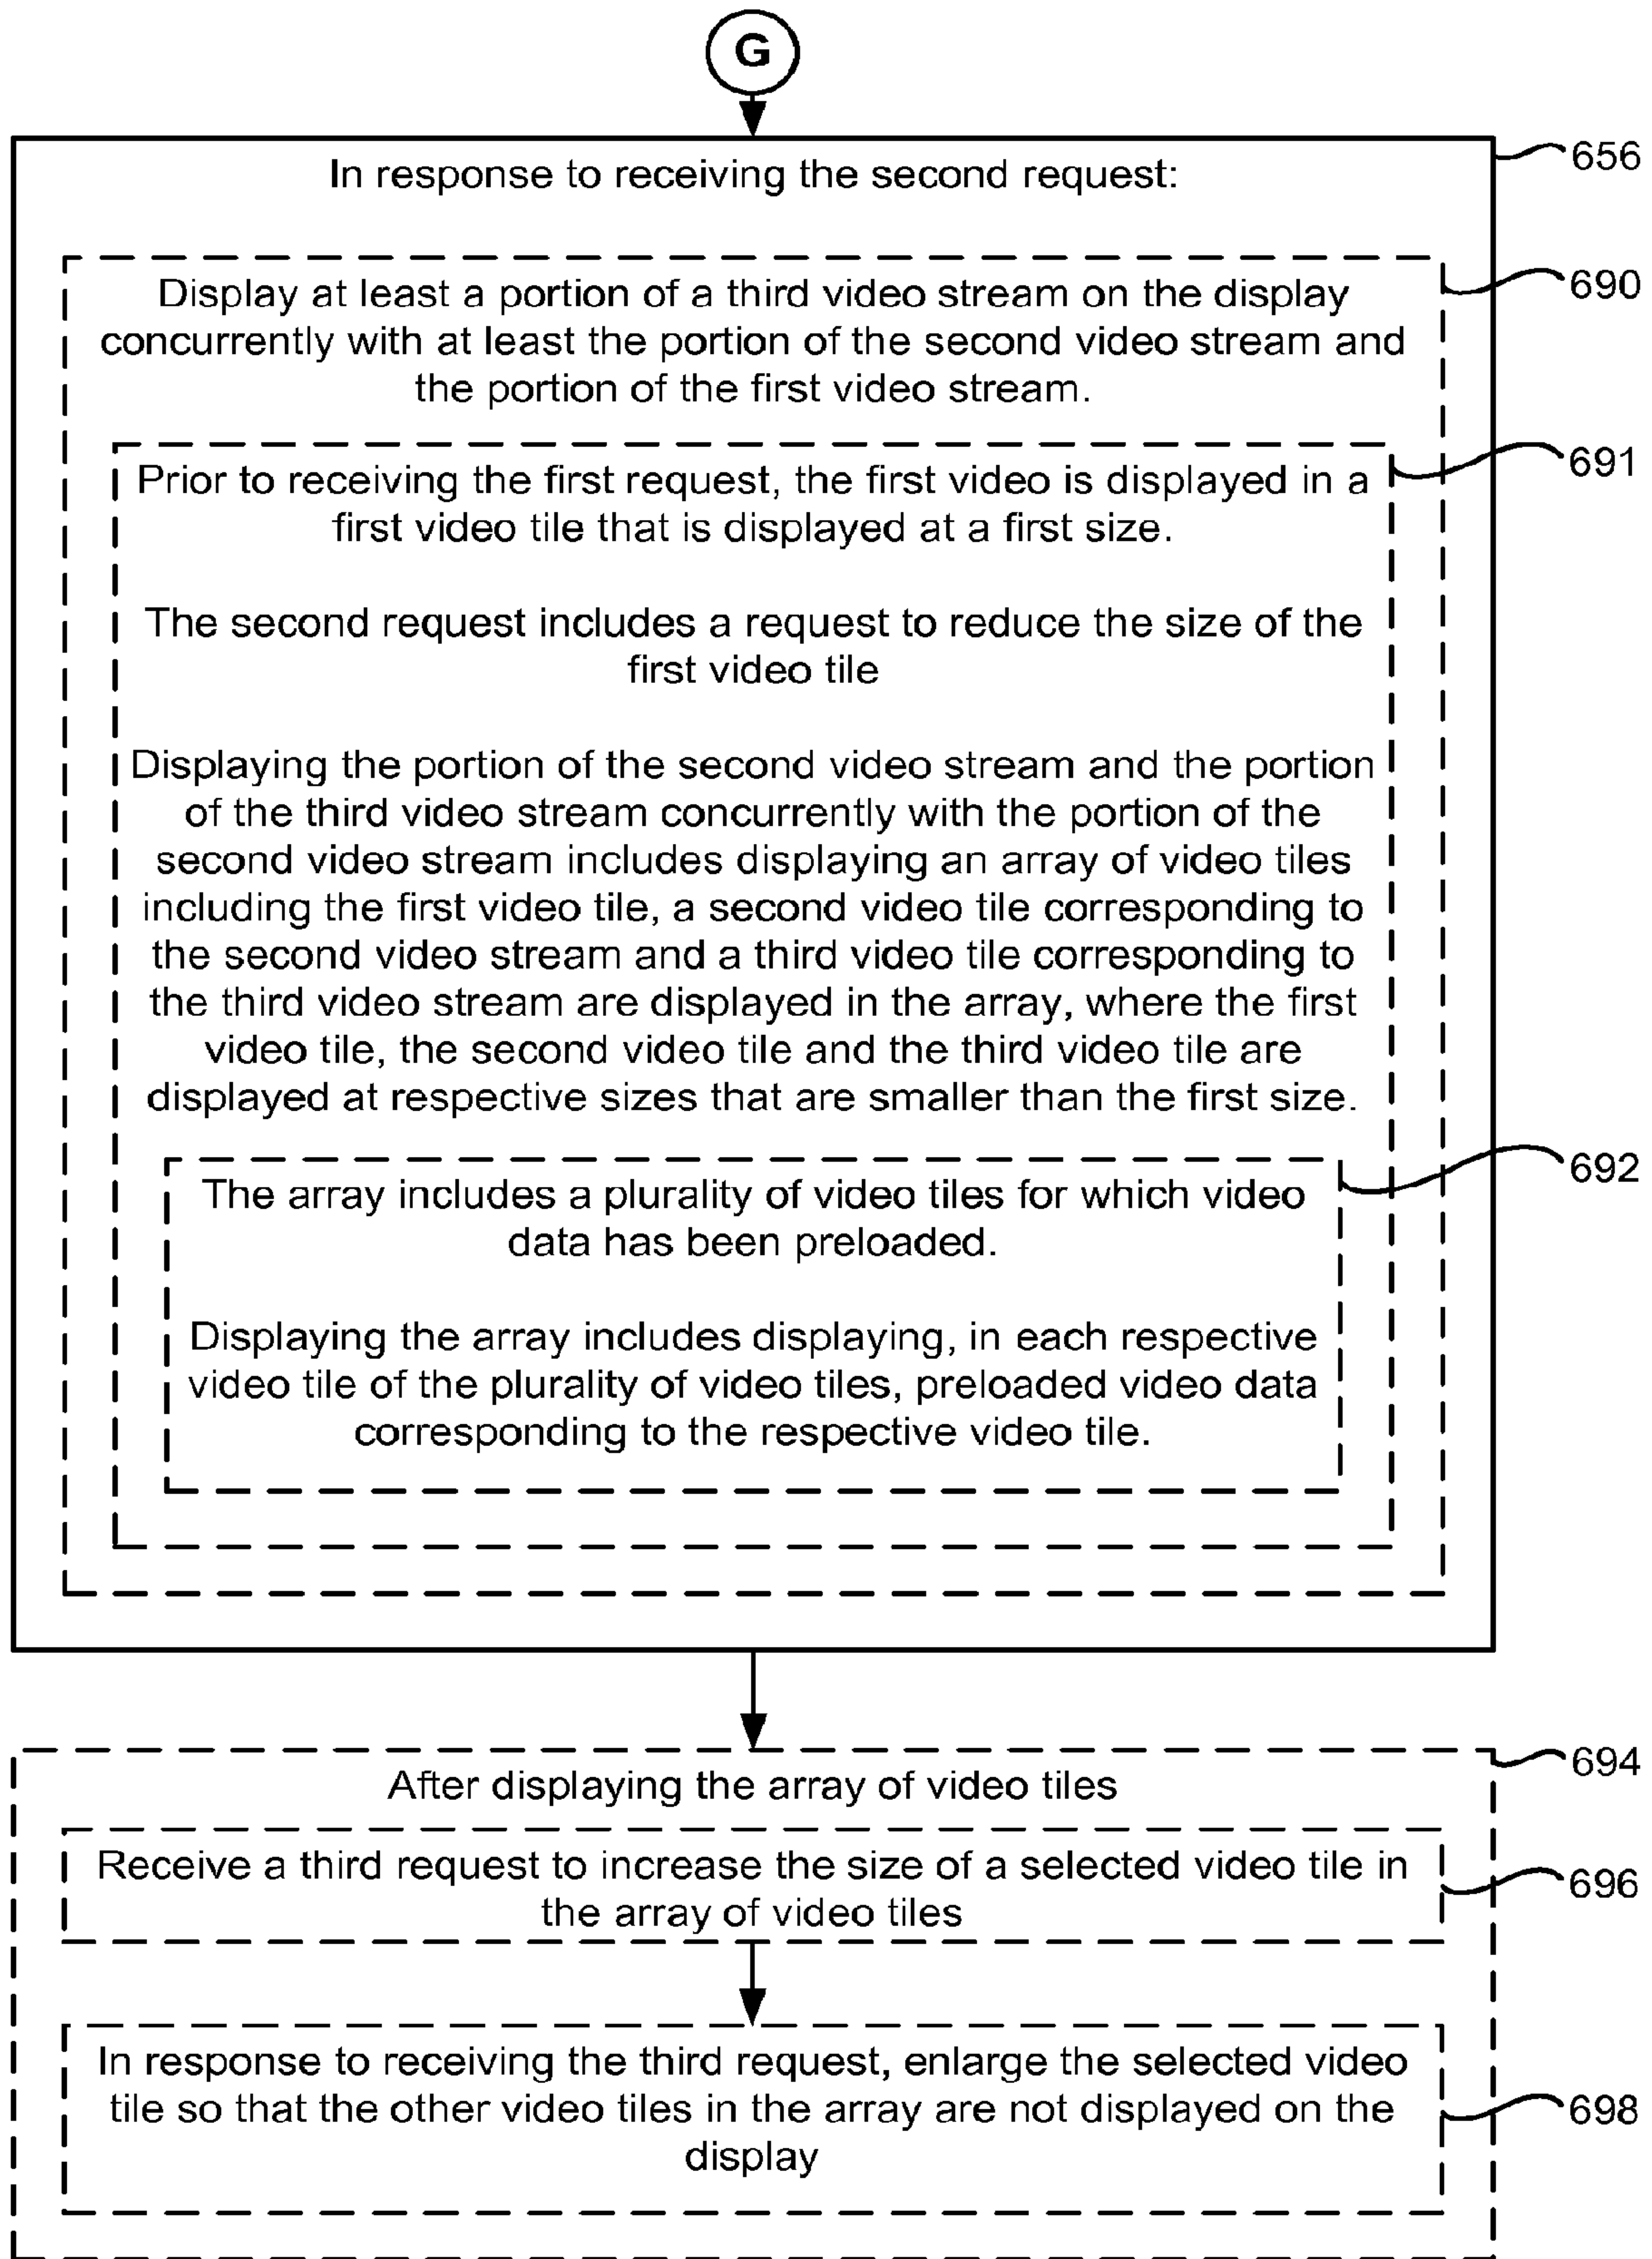 G
In response to receiving the second request:
656
Display at least a portion of a third video stream on the display
690
concurrently with at least the portion of the second video stream and
the portion of the first video stream.
Prior to receiving the first request, the first video is displayed in a
691
first video tile that is displayed at a first size.
The second request includes a request to reduce the size of the
first video tile
Displaying the portion of the second video stream and the portion
of the third video stream concurrently with the portion of the
second video stream includes displaying an array of video tiles
including the first video tile, a second video tile corresponding to
the second video stream and a third video tile corresponding to
the third video stream are displayed in the array, where the first
video tile, the second video tile and the third video tile are
displayed at respective sizes that are smaller than the first size.
The array includes a plurality of video tiles for which video
692
data has been preloaded.
Displaying the array includes displaying, in each respective
video tile of the plurality of video tiles, preloaded video data
corresponding to the respective video tile.
After displaying the array of video tiles
694
Receive a third request to increase the size of a selected video tile in
696
the array of video tiles
In response to receiving the third request, enlarge the selected video
tile so that the other video tiles in the array are not displayed on the
698
display